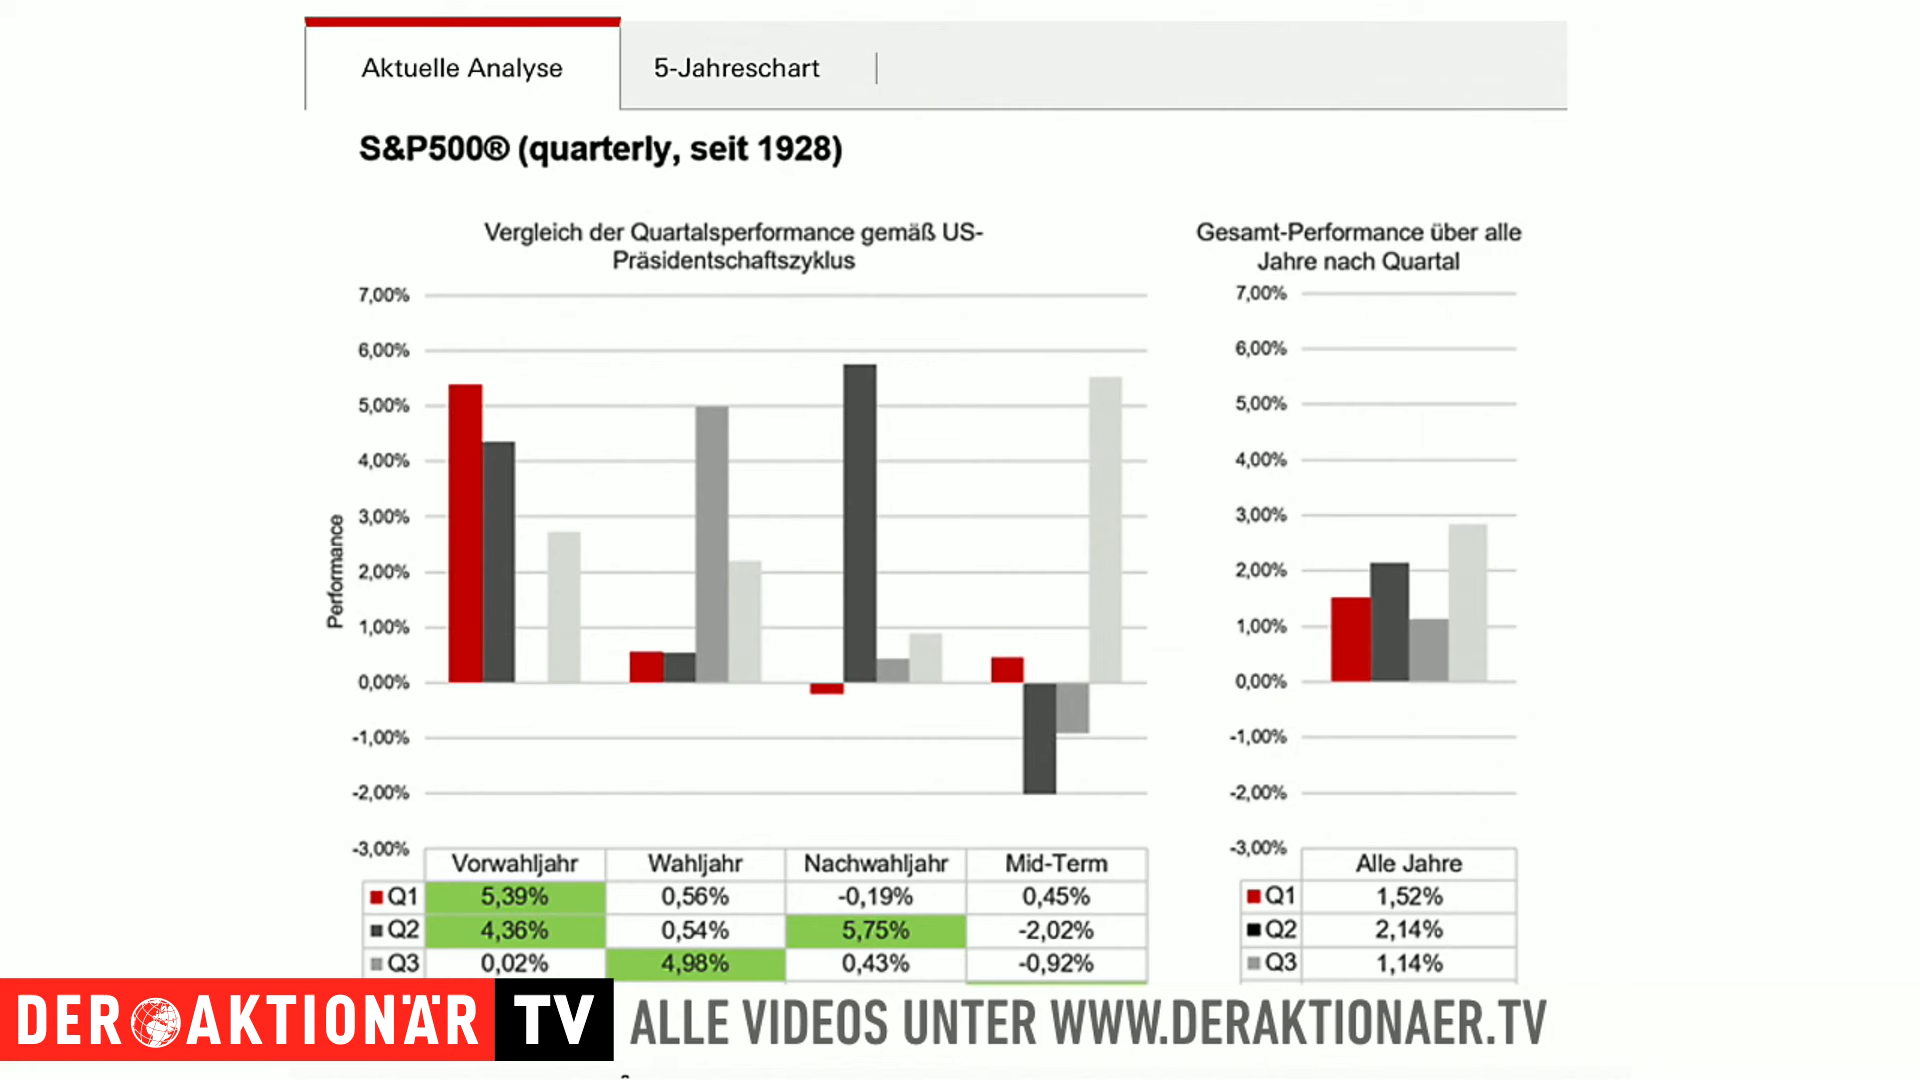 Aktuelle Analyse
5-Jahreschart
S&P500® (quarterly, seit 1928)
Vergleich der Quartalsperformance gemäß US-
Präsidentschaftszyklus
7,00%
6,00%
5,00%
4,00%
3,00%
2,00%
1,00%
0,00%
-1,00%
-2,00%
-3,00%
Performance
Vorwahljahr Wahljahr Nachwahljahr Mid-Term
Q1 5,39% 0,56% -0,19% 0,45%
Q2 4,36% 0,54% 5,75% -2,02%
Q3 0,02% 4,98% 0,43% -0,92%
Gesamt-Performance über alle
Jahre nach Quartal
7,00%
6,00%
5,00%
4,00%
3,00%
2,00%
1,00%
0,00%
-1,00%
-2,00%
-3,00%
Alle Jahre
Q1 1,52%
Q2 2,14%
Q3 1,14%
DER AKTIONÄR TV
ALLE VIDEOS UNTER WWW.DERAKTIONAER.TV